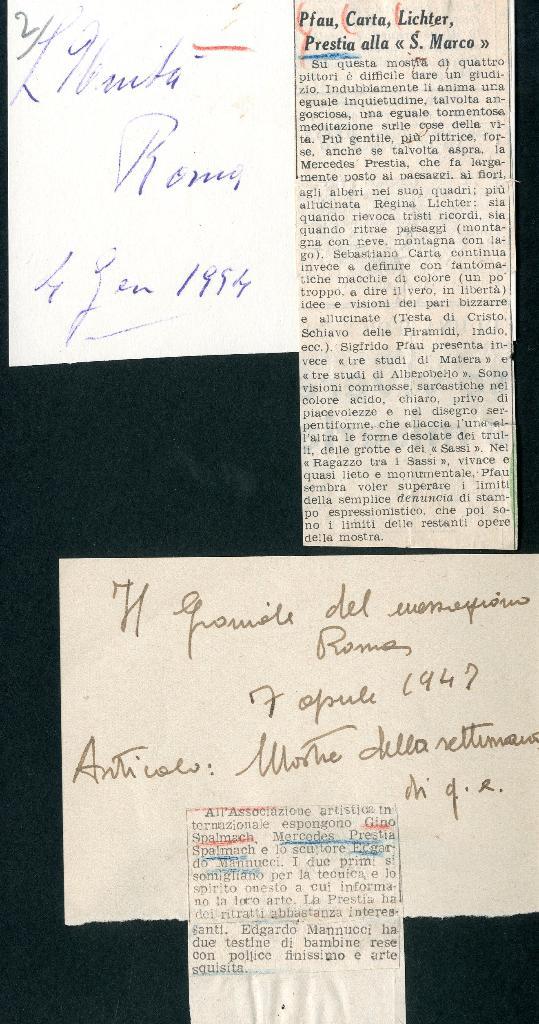 2/
L'Unità
Roma
4 Gen 1954
Pfau, Carta, Lichter,
Prestia alla « S. Marco »
Su questa mostra di quattro
pittori è difficile dare un giudi-
zio. Indubbiamente li anima una
eguale inquietudine, talvolta an-
gosciosa, una eguale tormentosa
meditazione sulle cose della vi-
ta. Più gentile, più pittrice, for-
se, anche se talvolta aspra, la
Mercedes Prestia, che fa larga-
mente posto ai paesaggi, ai fiori,
agli alberi nei suoi quadri; più
allucinata Regina Lichter: sia
quando rievoca tristi ricordi, sia
quando ritrae paesaggi (monta-
gna con neve, montagna con la-
go). Sebastiano Carta continua
invece a definire con fantoma-
tiche macchie di colore (un po'
troppo, a dire il vero, in libertà)
idee e visioni del pari bizzarre
e allucinate (Testa di Cristo,
Schiavo delle Piramidi, Indio,
ecc.). Sigfrido Pfau presenta in-
vece « tre studi di Matera » e
« tre studi di Alberobello ». Sono
visioni commosse, sarcastiche nel
colore acido, chiaro, privo di
piacevolezze e nel disegno ser-
pentiforme, che allaccia l'una al-
l'altra le forme desolate dei trul-
li, delle grotte e dei « Sassi ». Nel
« Ragazzo tra i Sassi », vivace e
quasi lieto e monumentale, Pfau
sembra voler superare i limiti
della semplice denuncia di stam-
po espressionistico, che poi so-
no i limiti delle restanti opere
della mostra.
Il Giornale del mezzogiorno
Roma
7 aprile 1947
Articolo: Mostre della settimana
di q. e.
All'Associazione artistica in
ternazionale espongono Gino
Spalmach, Mercedes Prestia
Spalmach e lo scultore Edgar-
do Mannucci. I due primi si
somigliano per la tecnica e lo
spirito onesto a cui informa-
no la loro arte. La Prestia ha
dei ritratti abbastanza interes-
santi. Edgardo Mannucci ha
due testine di bambine rese
con pollice finissimo e arte
squisita.